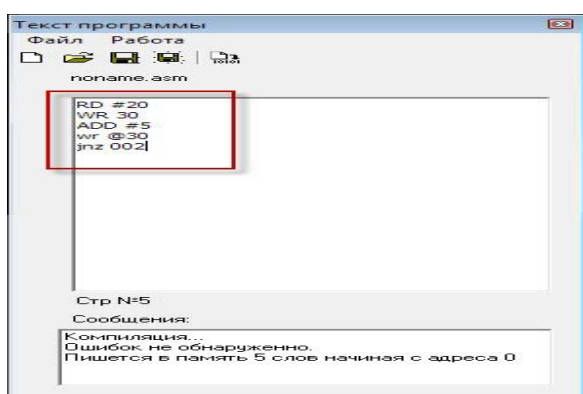 Текст программы
Файл Работа
noname.asm
RD #20
WR 30
ADD #5
wr @30
jnz 002
Стр №5
Сообщения:
Компиляция...
Ошибок не обнаруженно.
Пишется в память 5 слов начиная с адреса 0